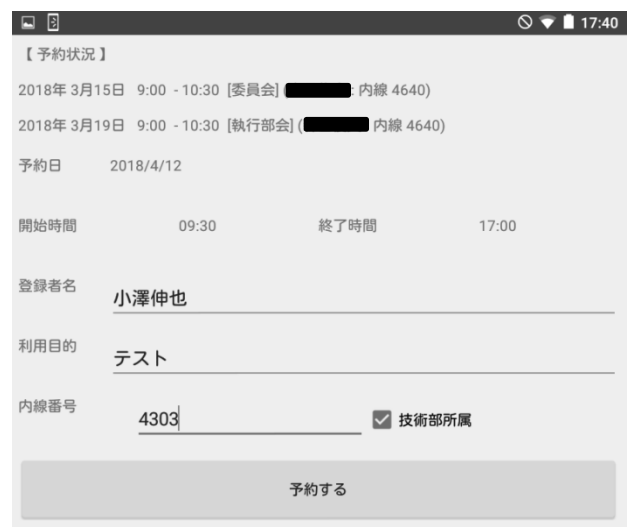 17:40
【 予約状況 】
2018年 3月15日 9:00 - 10:30 [委員会] ( : 内線 4640)
2018年 3月19日 9:00 - 10:30 [執行部会] ( 内線 4640)
予約日 2018/4/12
開始時間 09:30 終了時間 17:00
登録者名 小澤伸也
利用目的 テスト
内線番号 4303 技術部所属
予約する